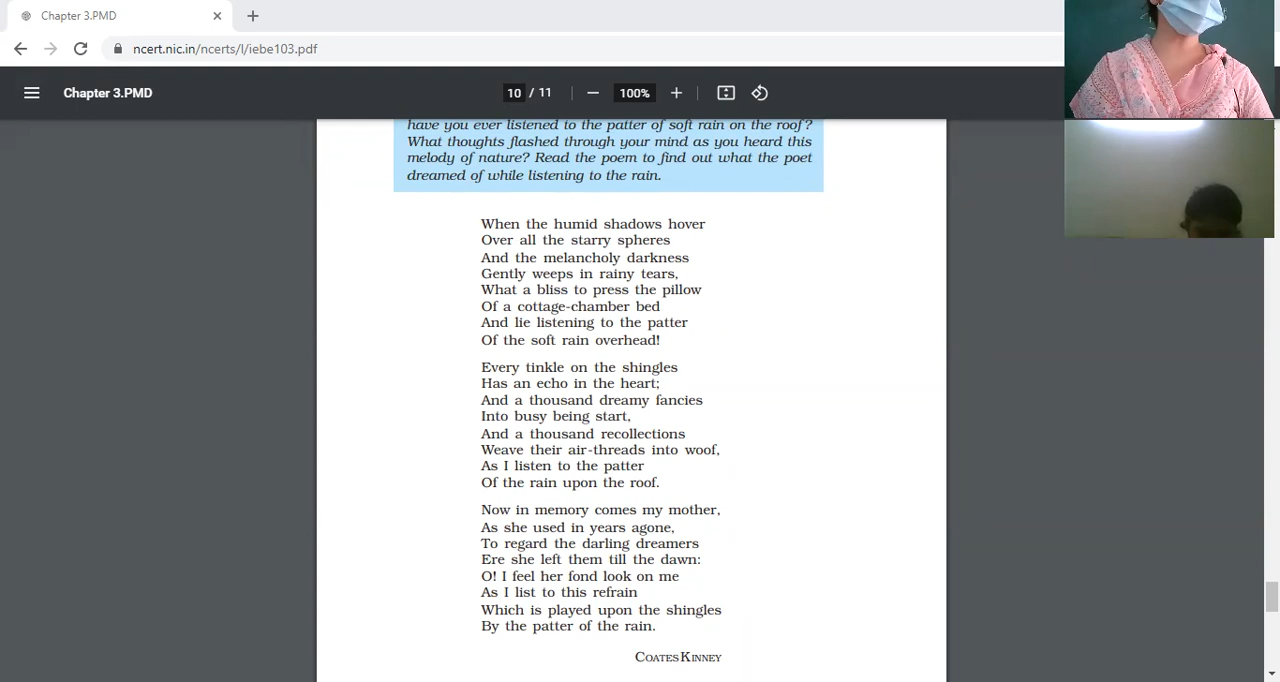 Chapter 3.PMD
ncert.nic.in/ncerts/l/iebe103.pdf
Chapter 3.PMD
10 / 11
100%
have you ever listened to the patter of soft rain on the roof?
What thoughts flashed through your mind as you heard this
melody of nature? Read the poem to find out what the poet
dreamed of while listening to the rain.
When the humid shadows hover
Over all the starry spheres
And the melancholy darkness
Gently weeps in rainy tears,
What a bliss to press the pillow
Of a cottage-chamber bed
And lie listening to the patter
Of the soft rain overhead!
Every tinkle on the shingles
Has an echo in the heart;
And a thousand dreamy fancies
Into busy being start,
And a thousand recollections
Weave their air-threads into woof,
As I listen to the patter
Of the rain upon the roof.
Now in memory comes my mother,
As she used in years agone,
To regard the darling dreamers
Ere she left them till the dawn:
O! I feel her fond look on me
As I list to this refrain
Which is played upon the shingles
By the patter of the rain.
COATES KINNEY